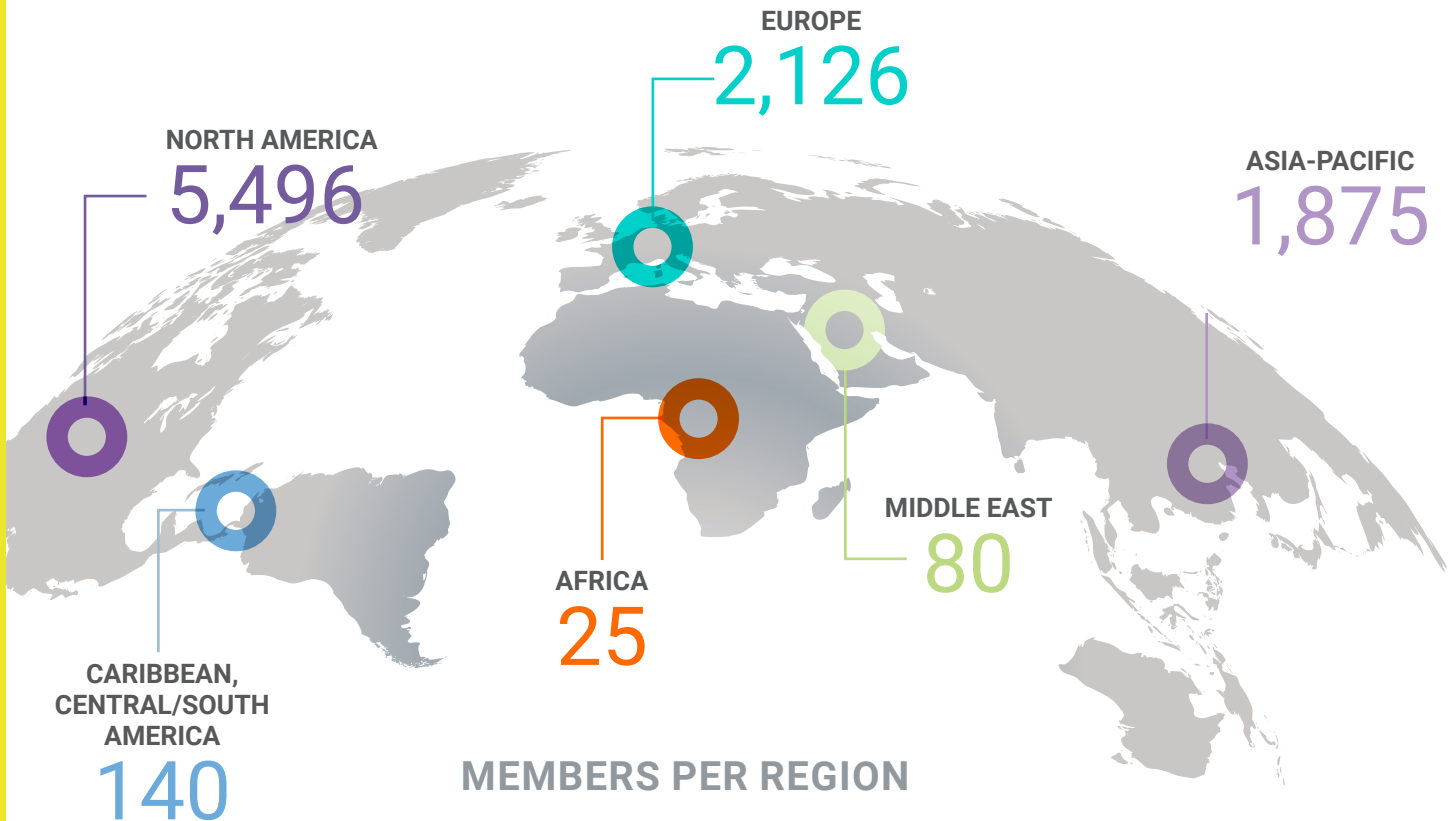 EUROPE
2,126
NORTH AMERICA
5,496
ASIA-PACIFIC
1,875
MIDDLE EAST
80
AFRICA
25
CARIBBEAN,
CENTRAL/SOUTH
AMERICA
140
MEMBERS PER REGION